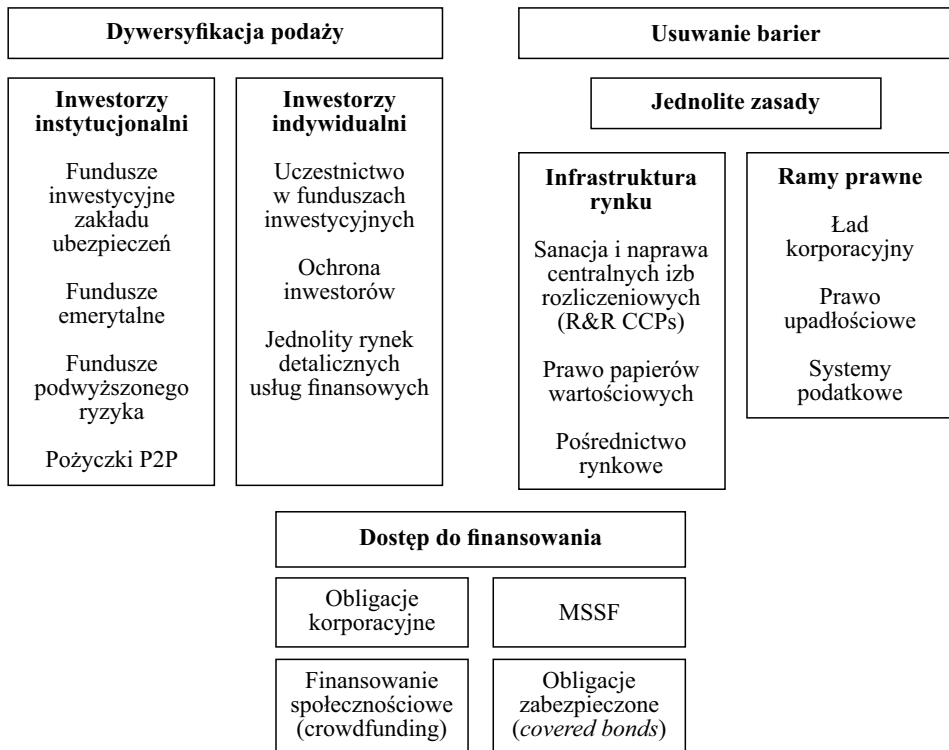 Dywersyfikacja podaży
Inwestorzy
instytucjonalni
Fundusze
inwestycyjne
zakładu
ubezpieczeń
Fundusze
emerytalne
Fundusze
podwyższonego
ryzyka
Pożyczki P2P
Inwestorzy
indywidualni
Uczestnictwo
w funduszach
inwestycyjnych
Ochrona
inwestorów
Jednolity rynek
detalicznych
usług finansowych
Usuwanie barier
Jednolite zasady
Infrastruktura
rynku
Sanacja i naprawa
centralnych izb
rozliczeniowych
(R&R CCPs)
Prawo papierów
wartościowych
Pośrednictwo
rynkowe
Ramy prawne
Ład
korporacyjny
Prawo
upadłościowe
Systemy
podatkowe
Dostęp do finansowania
Obligacje
korporacyjne
MSSF
Finansowanie
społecznościowe
(crowdfunding)
Obligacje
zabezpieczone
(covered bonds)